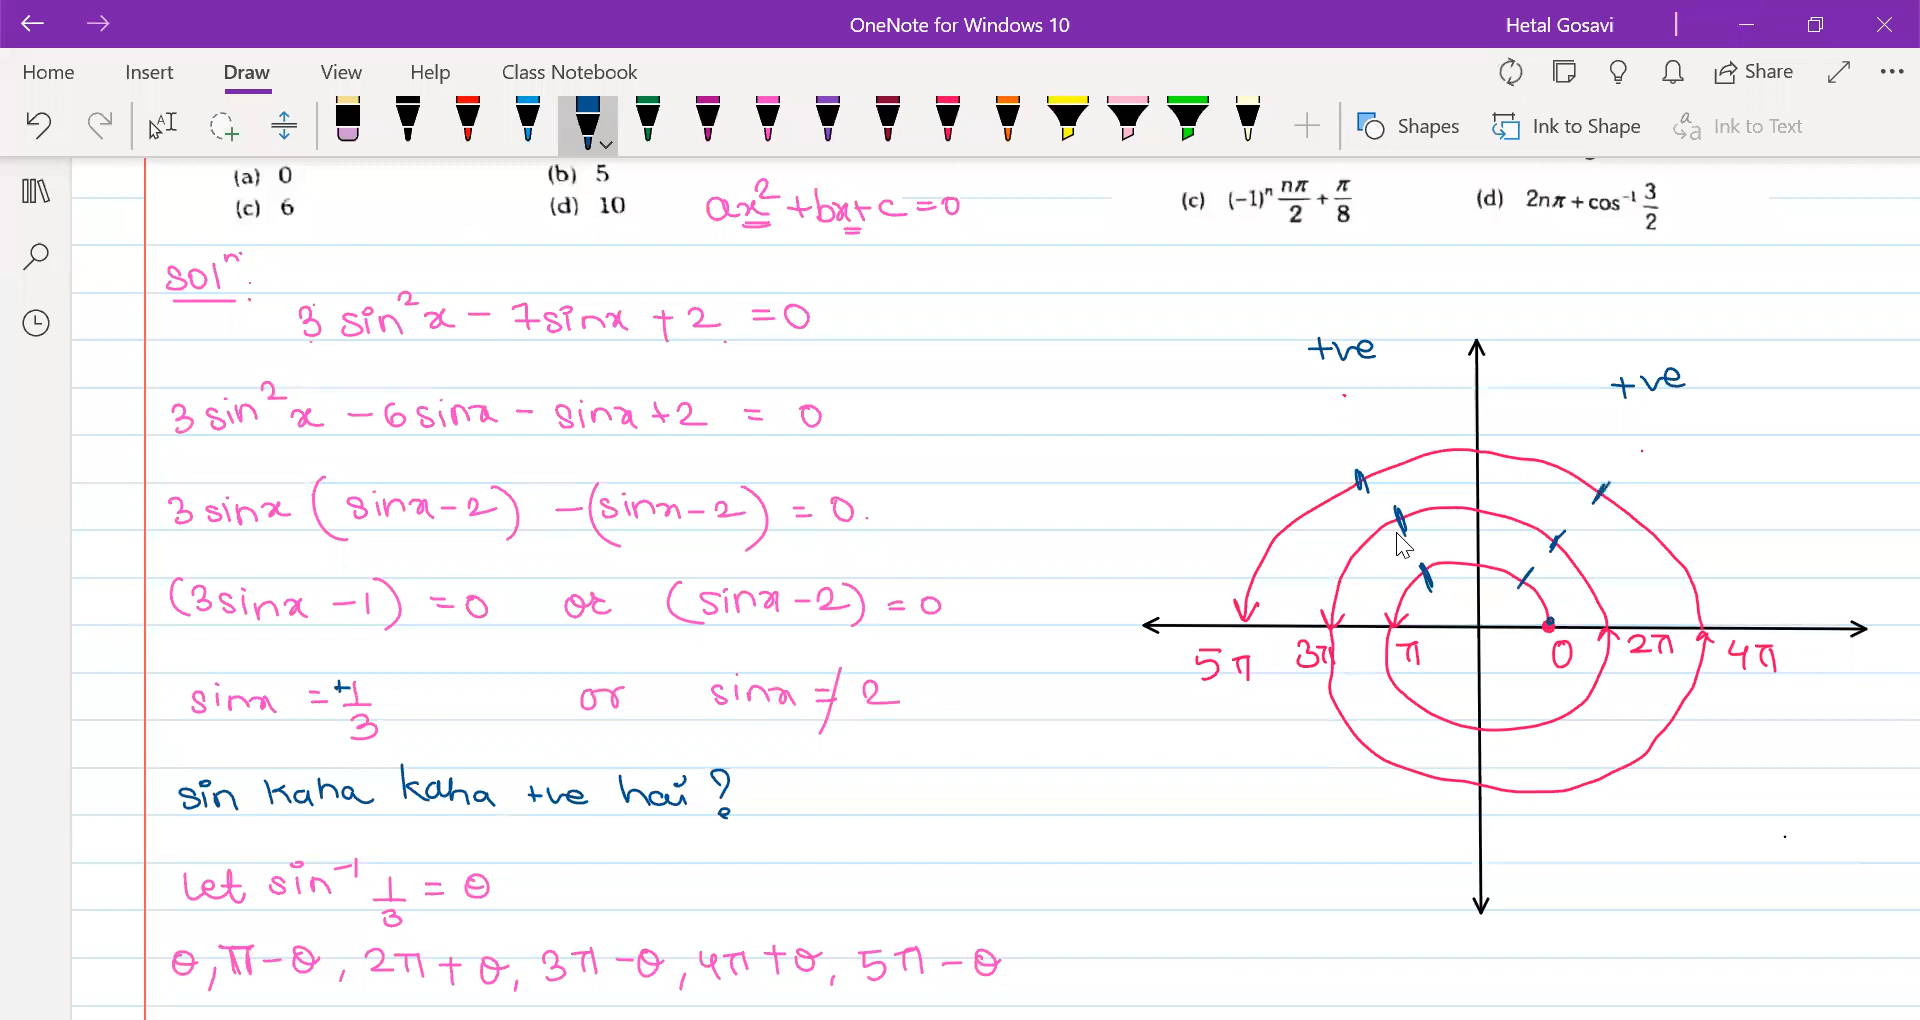 OneNote for Windows 10
Hetal Gosavi
Home Insert Draw View Help Class Notebook Share
Shapes Ink to Shape Ink to Text
(a) 0 (b) 5
(c) 6 (d) 10
ax² + bx + c = 0
(c) (-1)ⁿ nπ/2 + π/8 (d) 2nπ + cos⁻¹ 3/2
Solⁿ:
3 sin²x - 7sinx + 2 = 0
3 sin²x - 6sinx - sinx + 2 = 0
3 sinx (sinx - 2) - (sinx - 2) = 0.
(3sinx - 1) = 0 or (sinx - 2) = 0
sinx = +1/3 or sinx ≠ 2
sin kaha kaha +ve hai ?
let sin⁻¹ 1/3 = θ
θ, π - θ, 2π + θ, 3π - θ, 4π + θ, 5π - θ
+ve +ve
5π 3π π 0 2π 4π